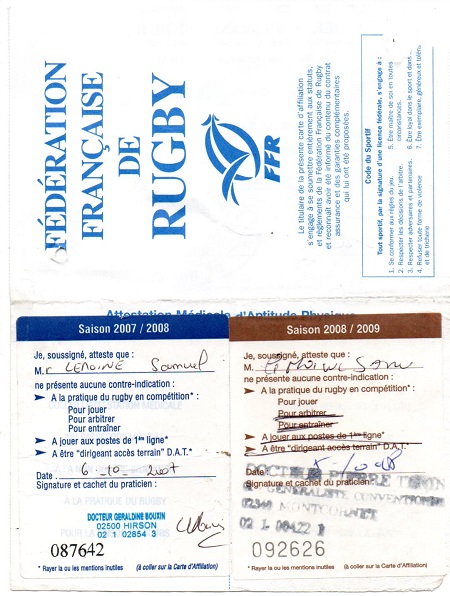 FÉDÉRATION
FRANÇAISE
DE
RUGBY
FFR
Le titulaire de la présente carte d'affiliation
s'engage à se soumettre entièrement aux statuts,
et règlements de la Fédération Française de Rugby
et reconnaît avoir été informé du contenu du contrat
assurance et des garanties complémentaires
qui lui ont été proposées.
Code du Sportif
Tout sportif, par la signature d'une licence fédérale, s'engage à :
1. Se conformer aux règles du jeu.
2. Respecter les décisions de l'arbitre.
3. Respecter adversaires et partenaires.
4. Refuser toute forme de violence
et de tricherie
5. Être maître de soi en toutes
circonstances.
6. Être loyal dans le sport et dans
7. Être exemplaire, généreux et
Attestation Médicale d'Aptitude Physique
Saison 2007 / 2008
Je, soussigné, atteste que :
Mr LEMOINE Samuel
ne présente aucune contre-indication :
A la pratique du rugby en compétition* :
Pour jouer
Pour arbitrer
Pour entraîner
A jouer aux postes de 1ère ligne*
A être "dirigeant accès terrain" D.A.T.*
Date 6-10-2007
Signature et cachet du praticien :
DOCTEUR GERALDINE BOUXIN
02500 HIRSON
02 1 02854 3
087642
* Rayer la ou les mentions inutiles (à coller sur la Carte d'Affiliation)
Saison 2008 / 2009
Je, soussigné, atteste que :
M.
ne présente aucune contre-indication :
A la pratique du rugby en compétition* :
Pour jouer
Pour arbitrer
Pour entraîner
A jouer aux postes de 1ère ligne*
A être "dirigeant accès terrain" D.A.T.*
Date
Signature et cachet du praticien :
DOCTEUR PIERRE
GENERALISTE CONVENTIONNE
02340 MONTCORNET
02 1 00422 1
092626
* Rayer la ou les mentions inutiles (à coller sur la Carte d'Affiliation)